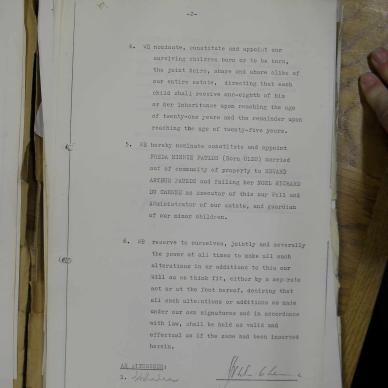 -2-
4. WE nominate, constitute and appoint our
surviving children born or to be born,
the joint heirs, share and share alike of
our entire estate, directing that each
child shall receive one-eighth of his
or her inheritance upon reaching the age
of twenty-one years and the remainder upon
reaching the age of twenty-five years.
5. WE hereby nominate constitute and appoint
FREDA MINNIE (Born married
out of community of property to EDWARD
ARTHUR and failing her NOEL RICHARD
DU as Executor of this our Will and
Administrator of our estate, and guardian
of our minor children.
6. WE reserve to ourselves, jointly and severally
the power at all times to make all such
alterations in or additions to this our
will as we think fit, either by a separate
act or at the foot hereof, desiring that
all such alterations or additions so made
under our own signatures and in accordance
with law, shall be held as valid and
effectual as if the same had been inserted
herein.
AS WITNESSES:
1.